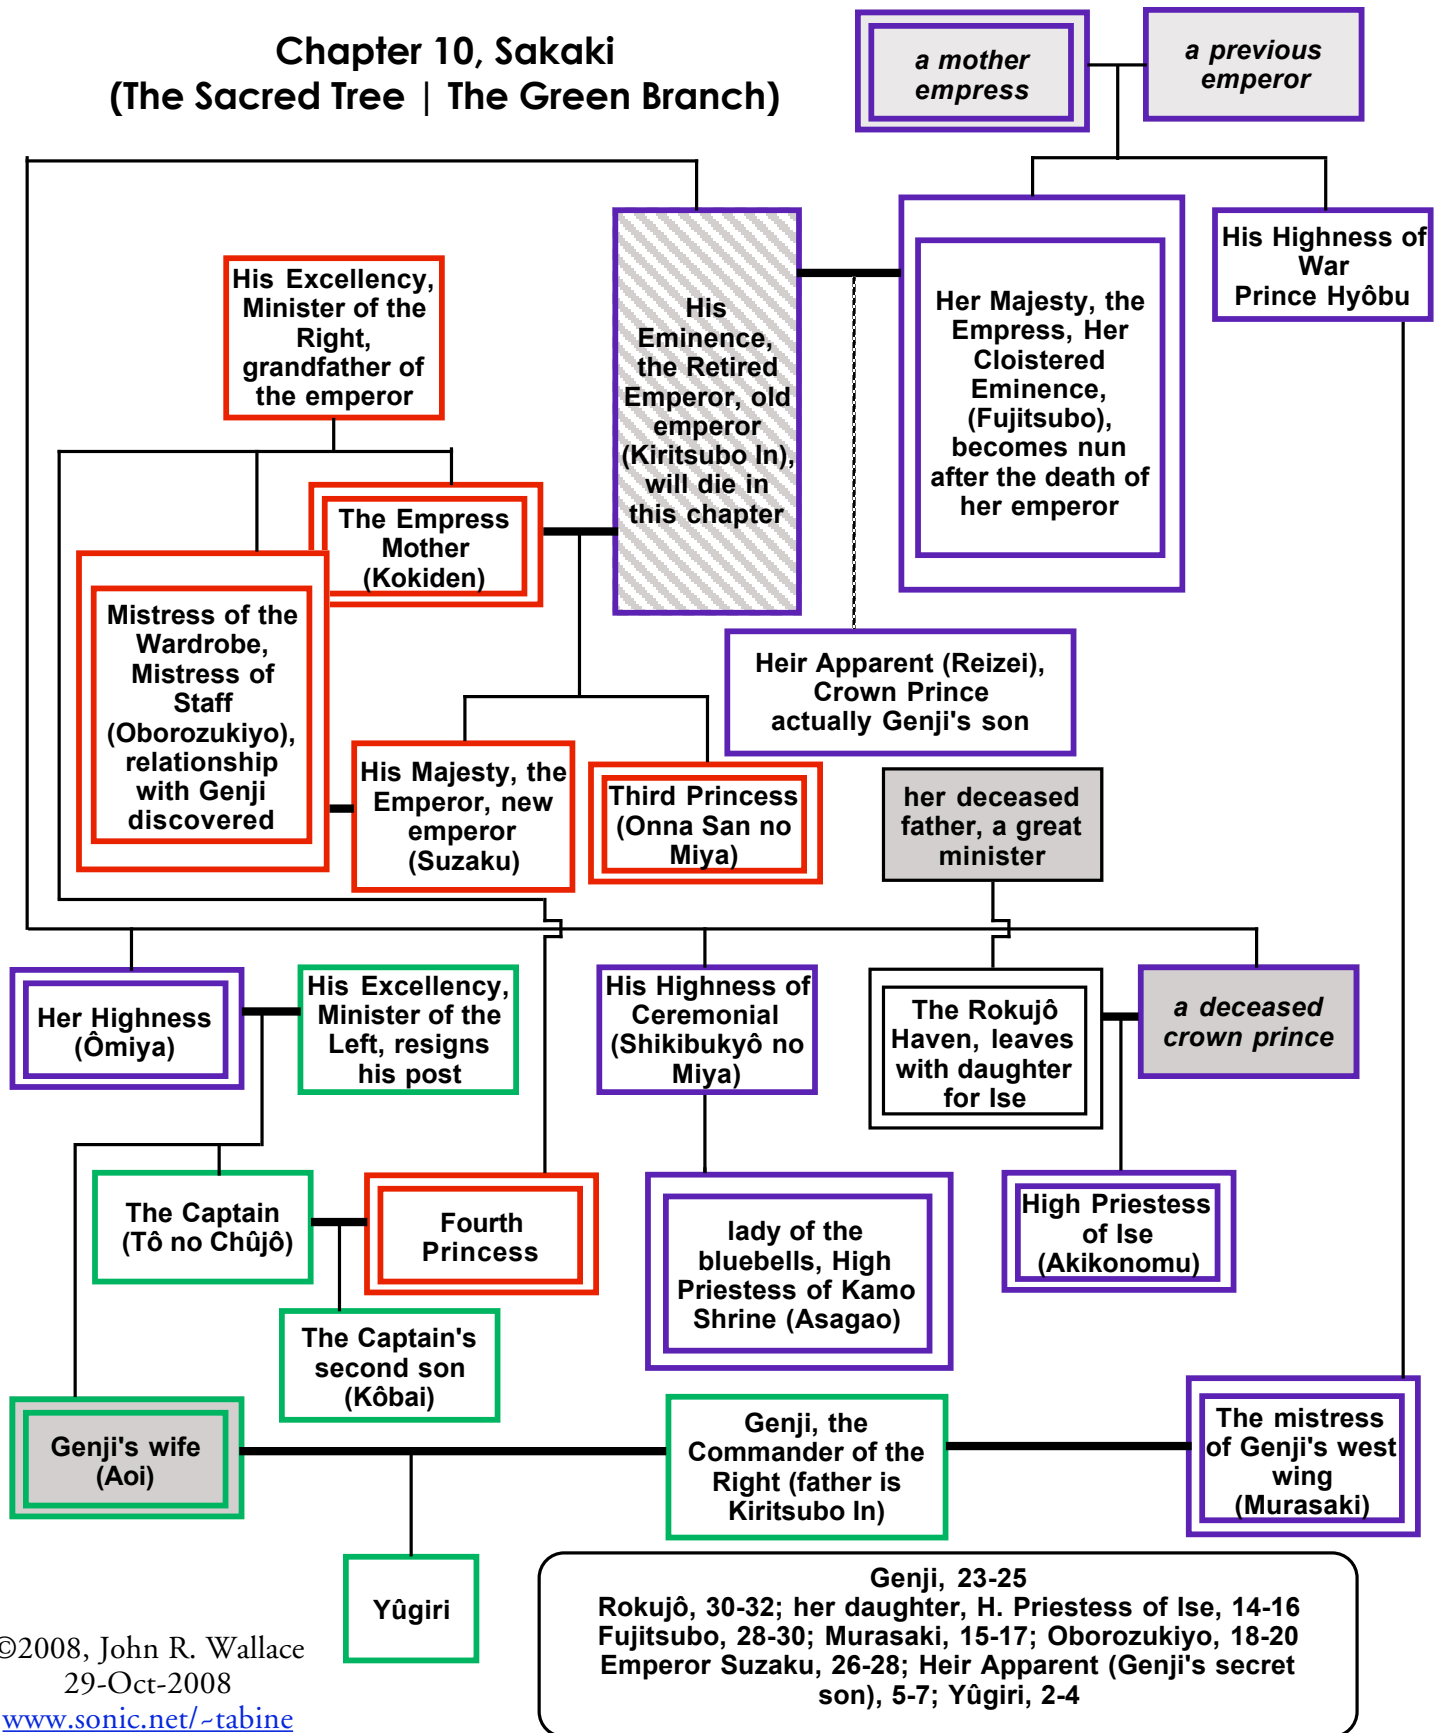 Chapter 10, Sakaki
(The Sacred Tree | The Green Branch)
a mother
empress
a previous
emperor
His Excellency,
Minister of the
Right,
grandfather of
the emperor
His
Eminence,
the Retired
Emperor, old
emperor
(Kiritsubo In),
will die in
this chapter
Her Majesty, the
Empress, Her
Cloistered
Eminence,
(Fujitsubo),
becomes nun
after the death of
her emperor
His Highness of
War
Prince Hyôbu
The Empress
Mother
(Kokiden)
Mistress of the
Wardrobe,
Mistress of
Staff
(Oborozukiyo),
relationship
with Genji
discovered
Heir Apparent (Reizei),
Crown Prince
actually Genji's son
His Majesty, the
Emperor, new
emperor
(Suzaku)
Third Princess
(Onna San no
Miya)
her deceased
father, a great
minister
Her Highness
(Ômiya)
His Excellency,
Minister of the
Left, resigns
his post
His Highness of
Ceremonial
(Shikibukyô no
Miya)
The Rokujô
Haven, leaves
with daughter
for Ise
a deceased
crown prince
The Captain
(Tô no Chûjô)
Fourth
Princess
lady of the
bluebells, High
Priestess of Kamo
Shrine (Asagao)
High Priestess
of Ise
(Akikonomu)
The Captain's
second son
(Kôbai)
Genji's wife
(Aoi)
Genji, the
Commander of the
Right (father is
Kiritsubo In)
The mistress
of Genji's west
wing
(Murasaki)
Yûgiri
Genji, 23-25
Rokujô, 30-32; her daughter, H. Priestess of Ise, 14-16
Fujitsubo, 28-30; Murasaki, 15-17; Oborozukiyo, 18-20
Emperor Suzaku, 26-28; Heir Apparent (Genji's secret
son), 5-7; Yûgiri, 2-4
©2008, John R. Wallace
29-Oct-2008
www.sonic.net/~tabine